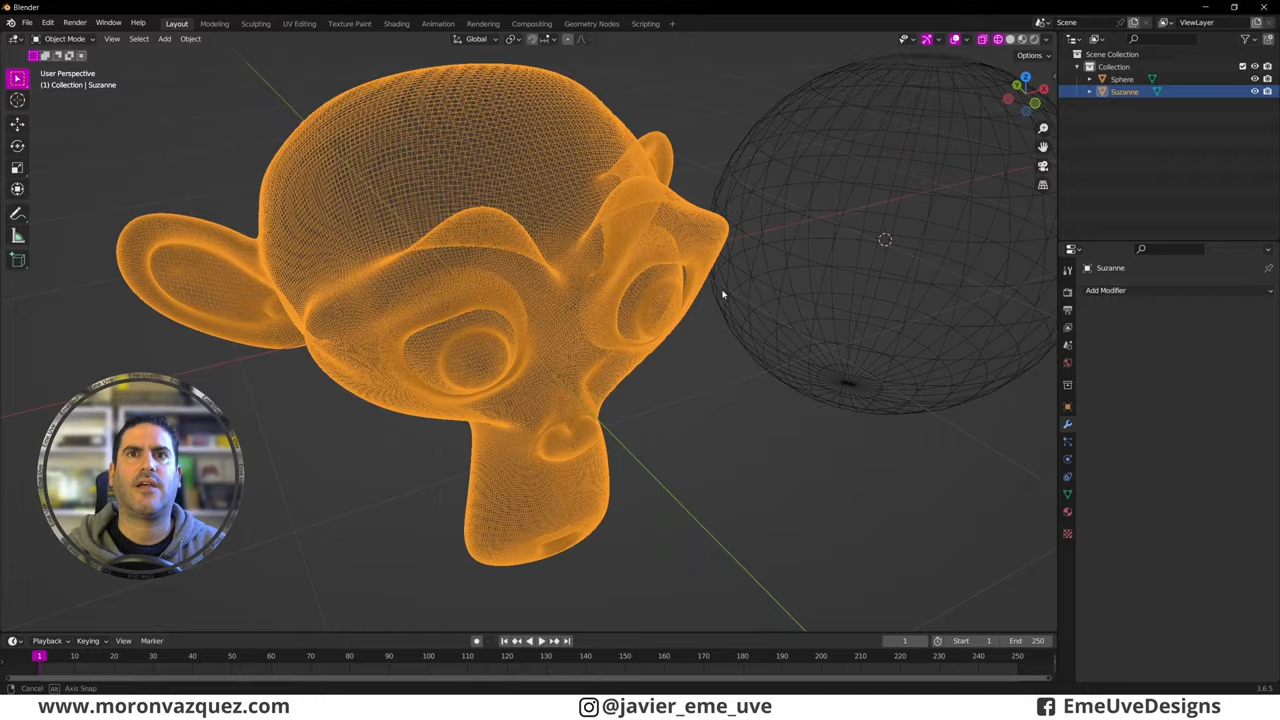 Blender
File Edit Render Window Help
Layout Modeling Sculpting UV Editing Texture Paint Shading Animation Rendering Compositing Geometry Nodes Scripting +
Scene
ViewLayer
Object Mode View Select Add Object
Global
Options
User Perspective
(1) Collection | Suzanne
Z
Y
X
Scene Collection
Collection
Sphere
Suzanne
Suzanne
Add Modifier
Playback Keying View Marker
1
Start 1 End 250
1 10 20 30 40 50 60 70 80 90 100 110 120 130 140 150 160 170 180 190 200 210 220 230 240 250
Cancel Alt Axis Snap
3.6.5
www.moronvazquez.com
@javier_eme_uve
EmeUveDesigns